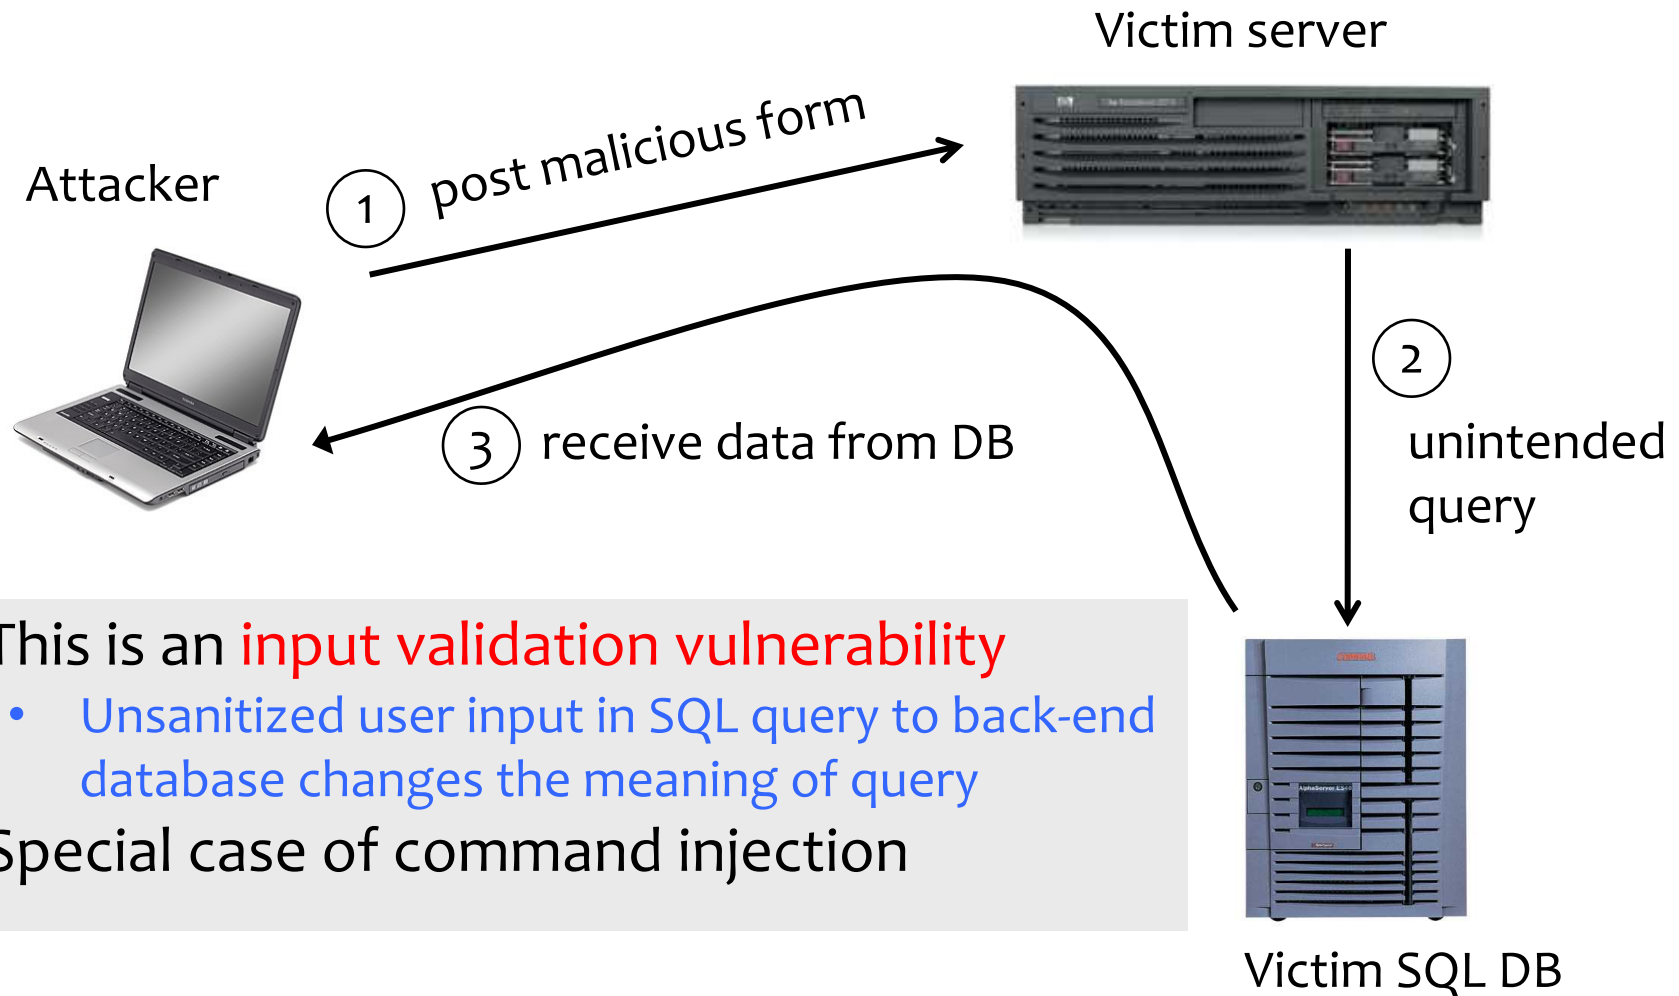 Victim server
Attacker
1
post malicious form
2
unintended
query
3
receive data from DB
This is an input validation vulnerability
• Unsanitized user input in SQL query to back-end
database changes the meaning of query
Special case of command injection
Victim SQL DB